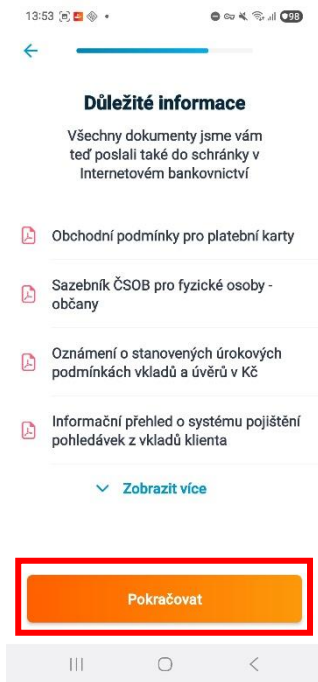 13:53
98
Důležité informace
Všechny dokumenty jsme vám
teď poslali také do schránky v
Internetovém bankovnictví
Obchodní podmínky pro platební karty
Sazebník ČSOB pro fyzické osoby -
občany
Oznámení o stanovených úrokových
podmínkách vkladů a úvěrů v Kč
Informační přehled o systému pojištění
pohledávek z vkladů klienta
Zobrazit více
Pokračovat